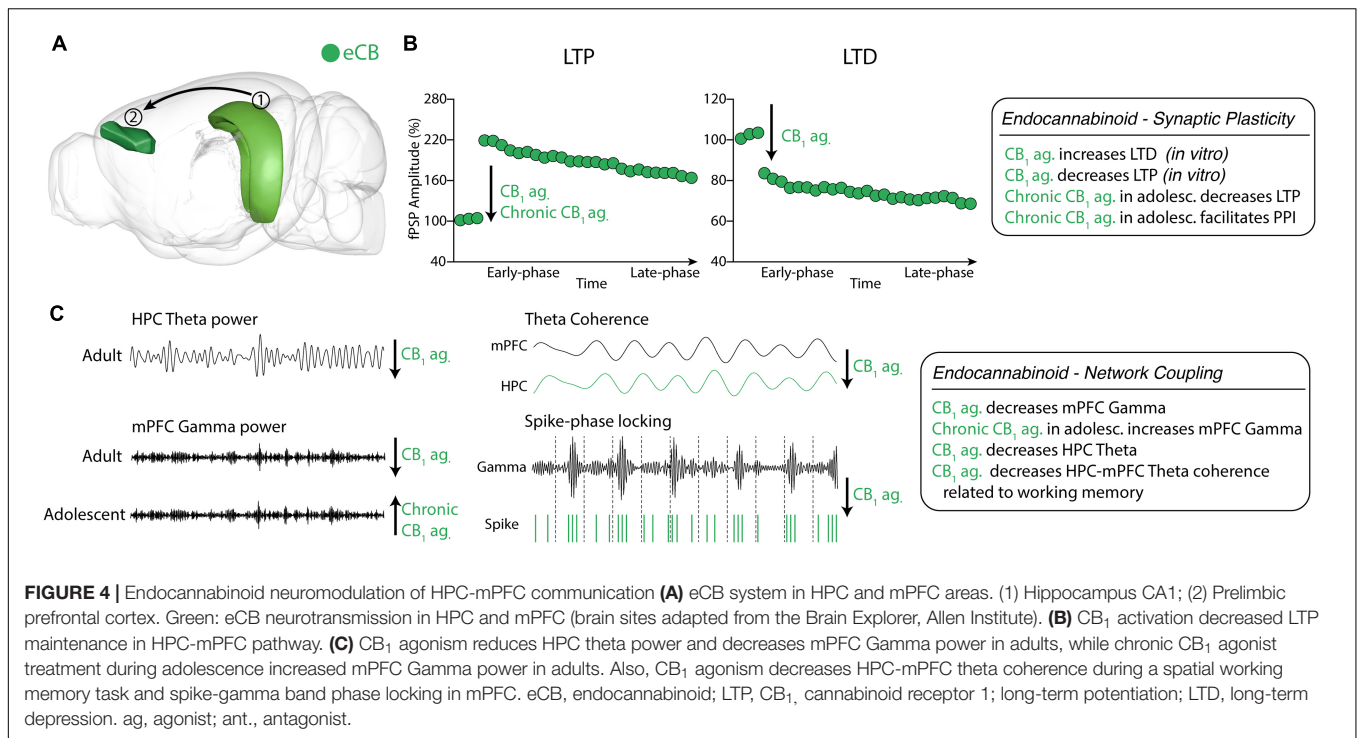 A
eCB
1
2
B
LTP
LTD
280
220
160
100
40
fPSP Amplitude (%)
CB1 ag.
Chronic CB1 ag.
Early-phase
Late-phase
Time
120
100
80
60
40
CB1 ag.
Early-phase
Late-phase
Time
Endocannabinoid - Synaptic Plasticity
CB1 ag. increases LTD (in vitro)
CB1 ag. decreases LTP (in vitro)
Chronic CB1 ag. in adolesc. decreases LTP
Chronic CB1 ag. in adolesc. facilitates PPI
C
HPC Theta power
Adult
CB1 ag.
mPFC Gamma power
Adult
CB1 ag.
Adolescent
Chronic
CB1 ag.
Theta Coherence
mPFC
HPC
CB1 ag.
Spike-phase locking
Gamma
CB1 ag.
Spike
Endocannabinoid - Network Coupling
CB1 ag. decreases mPFC Gamma
Chronic CB1 ag. in adolesc. increases mPFC Gamma
CB1 ag. decreases HPC Theta
CB1 ag. decreases HPC-mPFC Theta coherence
related to working memory
FIGURE 4 | Endocannabinoid neuromodulation of HPC-mPFC communication (A) eCB system in HPC and mPFC areas. (1) Hippocampus CA1; (2) Prelimbic
prefrontal cortex. Green: eCB neurotransmission in HPC and mPFC (brain sites adapted from the Brain Explorer, Allen Institute). (B) CB1 activation decreased LTP
maintenance in HPC-mPFC pathway. (C) CB1 agonism reduces HPC theta power and decreases mPFC Gamma power in adults, while chronic CB1 agonist
treatment during adolescence increased mPFC Gamma power in adults. Also, CB1 agonism decreases HPC-mPFC theta coherence during a spatial working
memory task and spike-gamma band phase locking in mPFC. eCB, endocannabinoid; LTP, CB1, cannabinoid receptor 1; long-term potentiation; LTD, long-term
depression. ag, agonist; ant., antagonist.